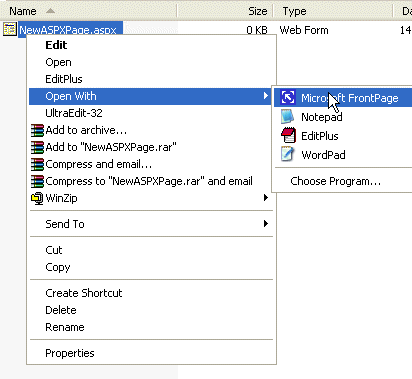 Name Size Type Da
NewASPXPage.aspx 0 KB Web Form 14
Edit
Open
EditPlus
Open With
UltraEdit-32
Add to archive...
Add to "NewASPXPage.rar"
Compress and email...
Compress to "NewASPXPage.rar" and email
WinZip
Send To
Cut
Copy
Create Shortcut
Delete
Rename
Properties
Microsoft FrontPage
Notepad
EditPlus
WordPad
Choose Program...